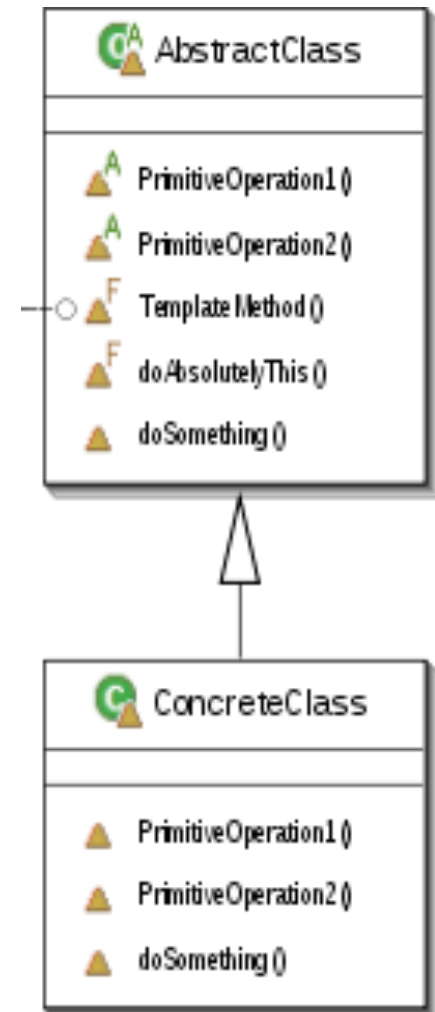 AbstractClass
PrimitiveOperation1()
PrimitiveOperation2()
TemplateMethod()
doAbsolutelyThis()
doSomething()
ConcreteClass
PrimitiveOperation1()
PrimitiveOperation2()
doSomething()